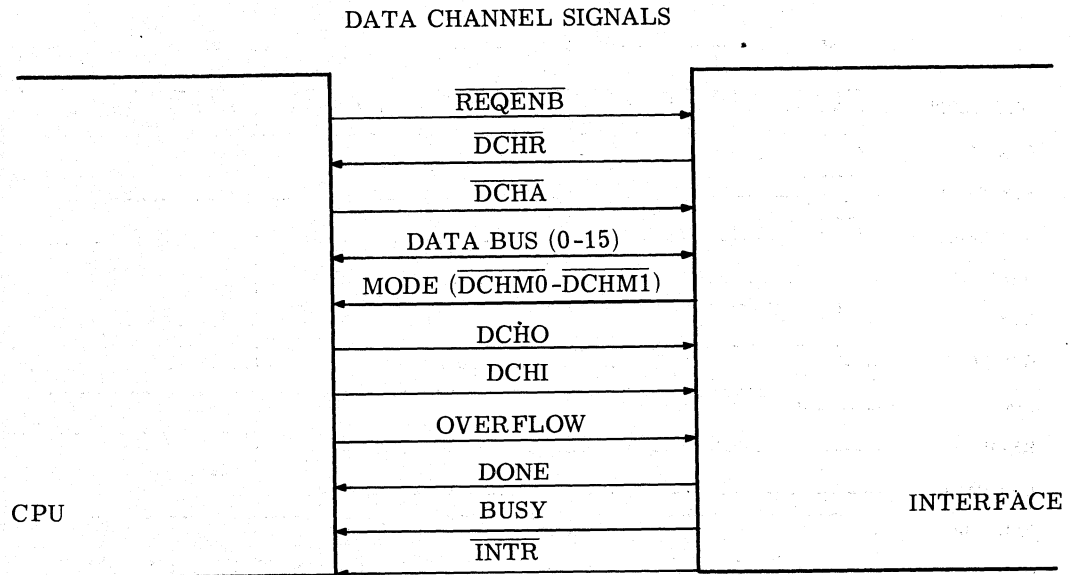 DATA CHANNEL SIGNALS
REQENB
DCHR
DCHA
DATA BUS (0-15)
MODE (DCHM0-DCHM1)
DCHO
DCHI
OVERFLOW
DONE
BUSY
INTR
CPU
INTERFACE